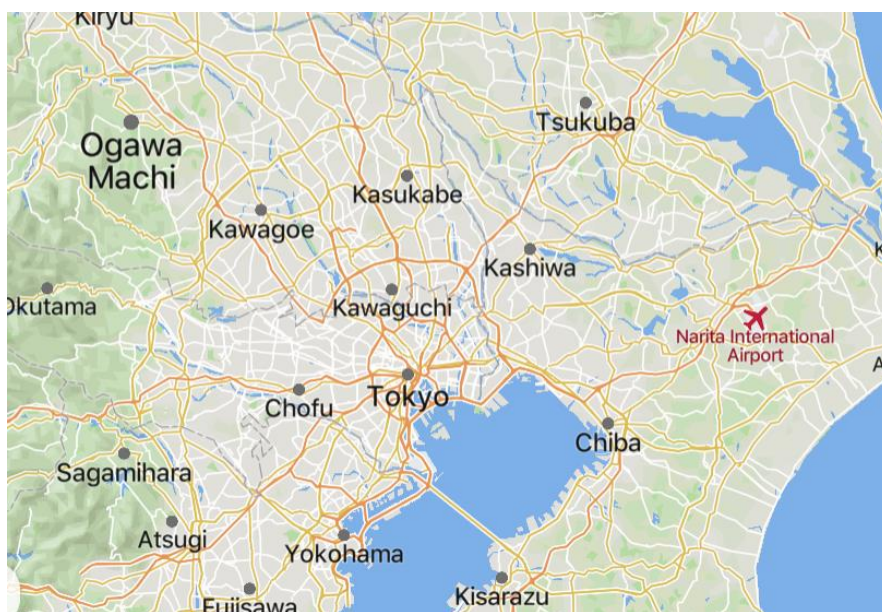 Kiryu
Tsukuba
Ogawa
Machi
Kasukabe
Kawagoe
Kashiwa
Okutama
Kawaguchi
Narita International
Airport
Tokyo
Chofu
Chiba
Sagamihara
Atsugi
Yokohama
Kisarazu
Fujisawa